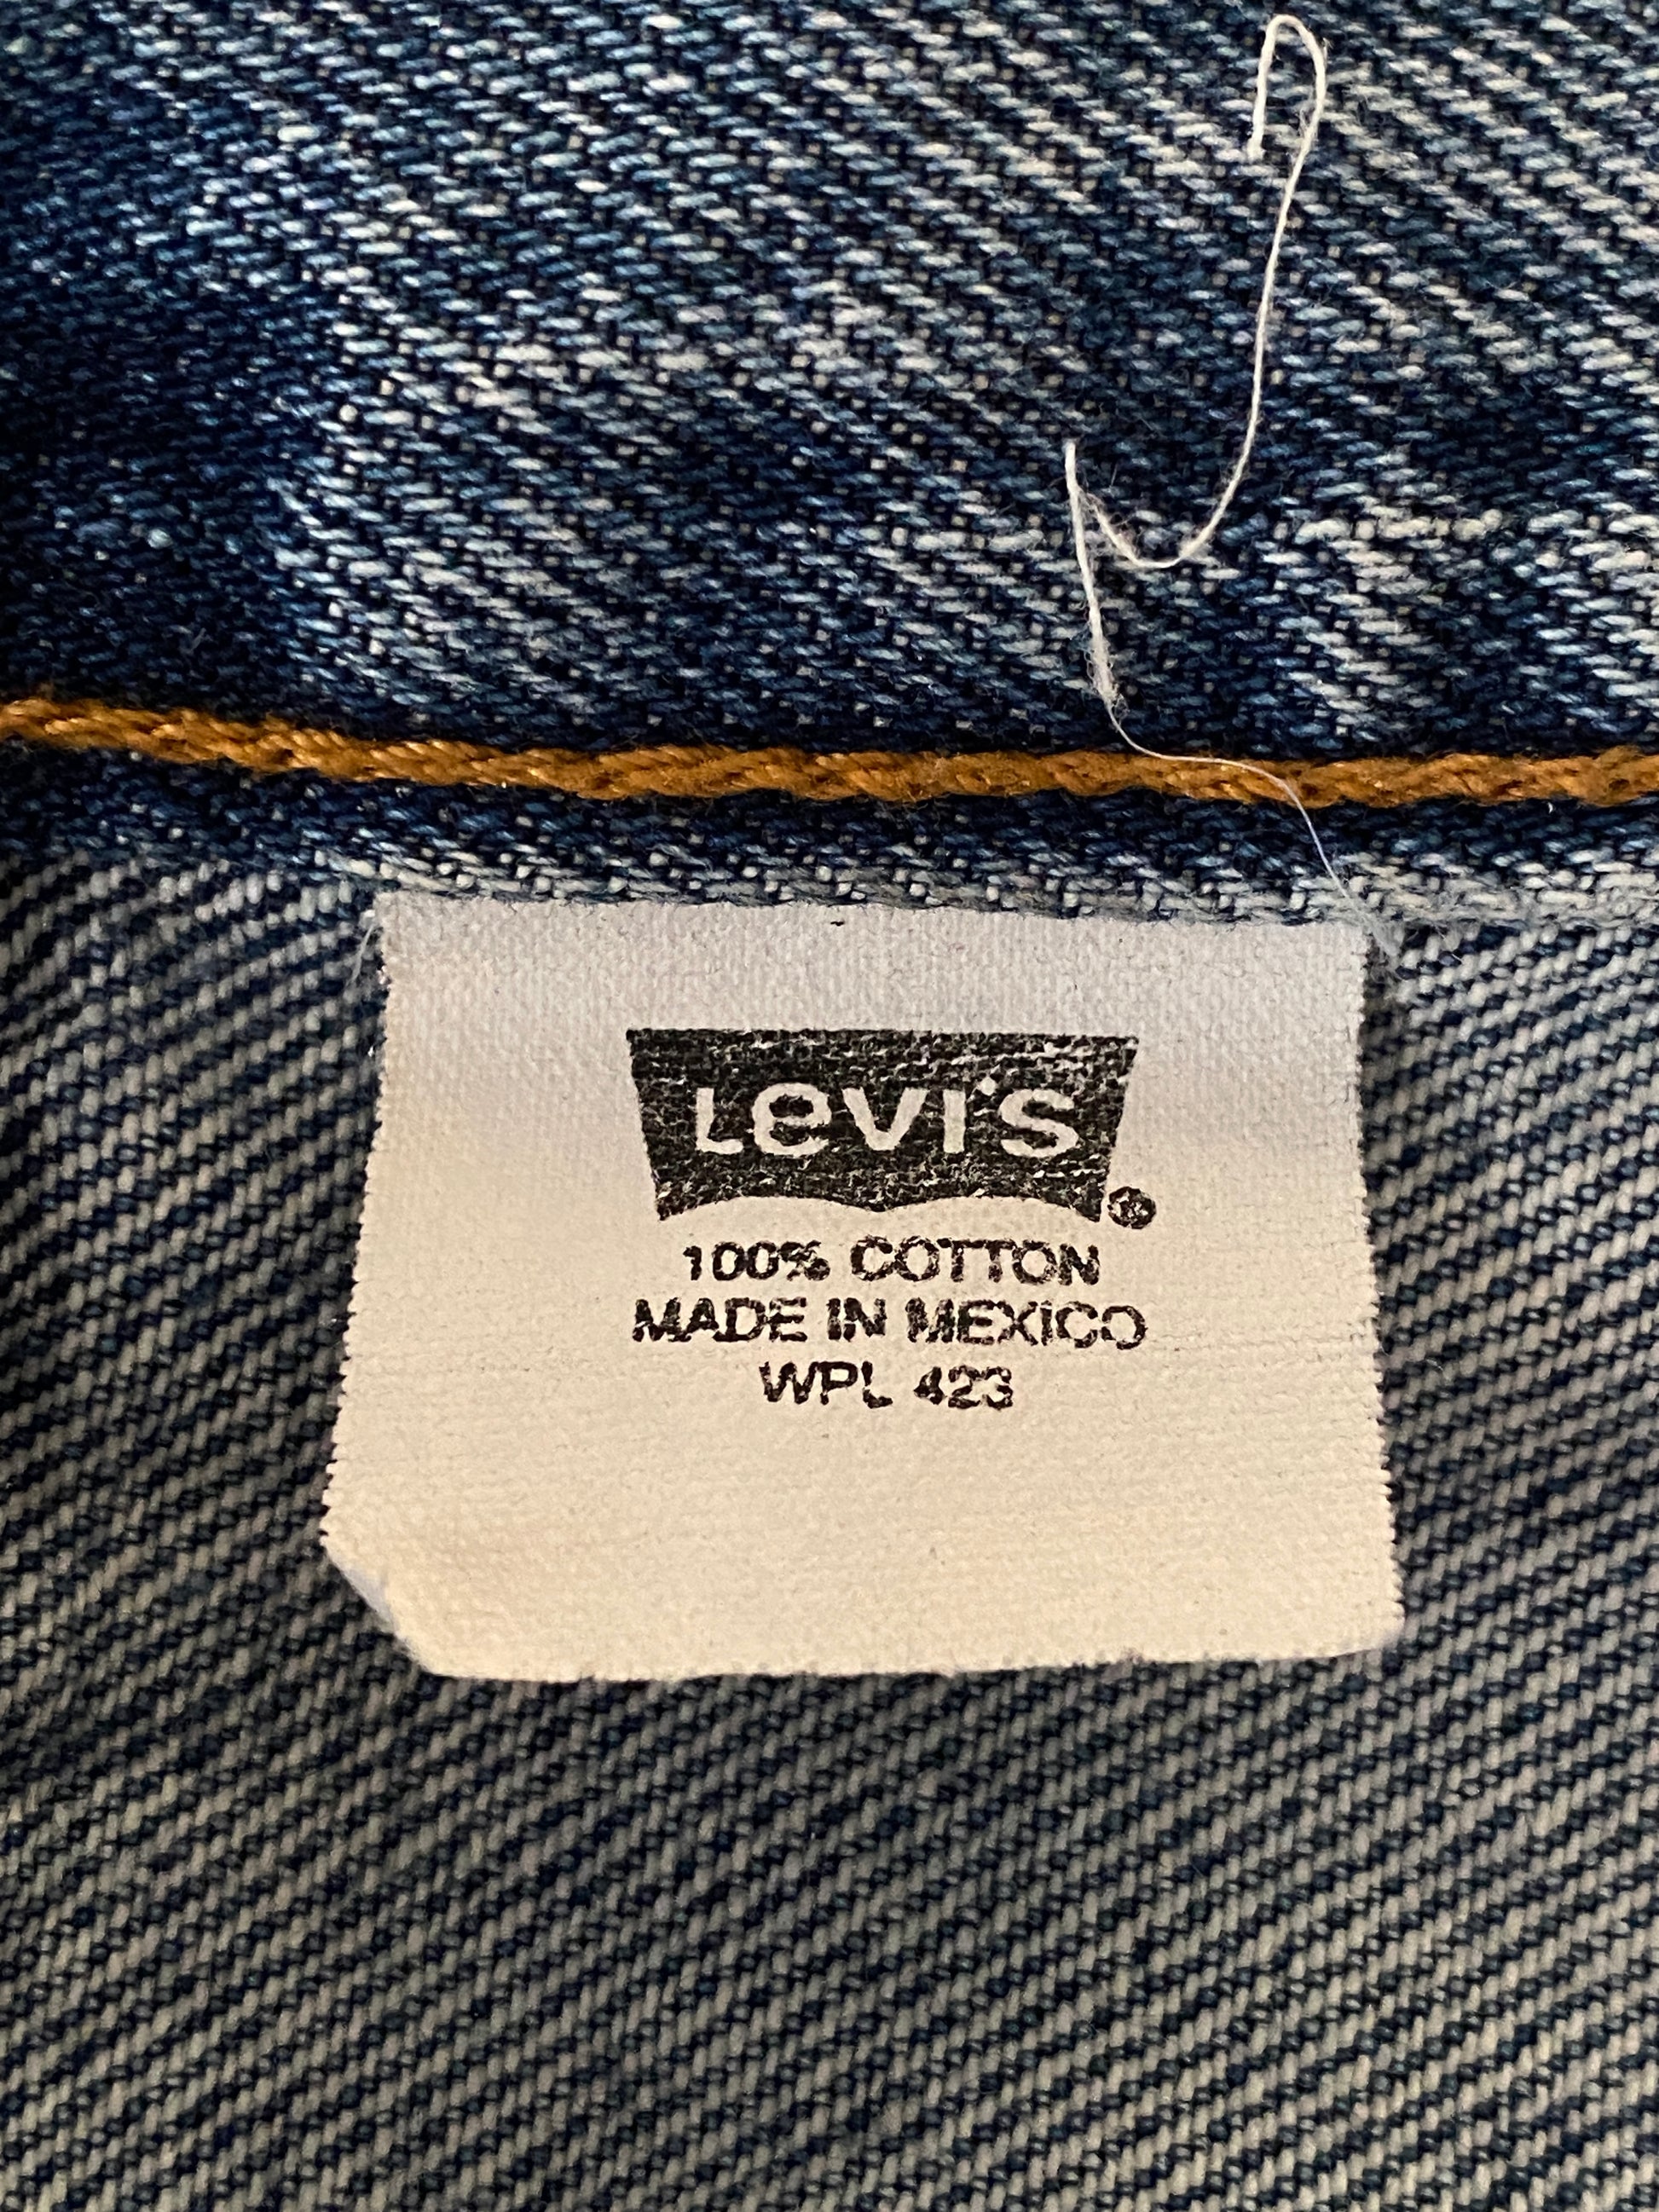 Levi's ®
100% COTTON
MADE IN MEXICO
WPL 423